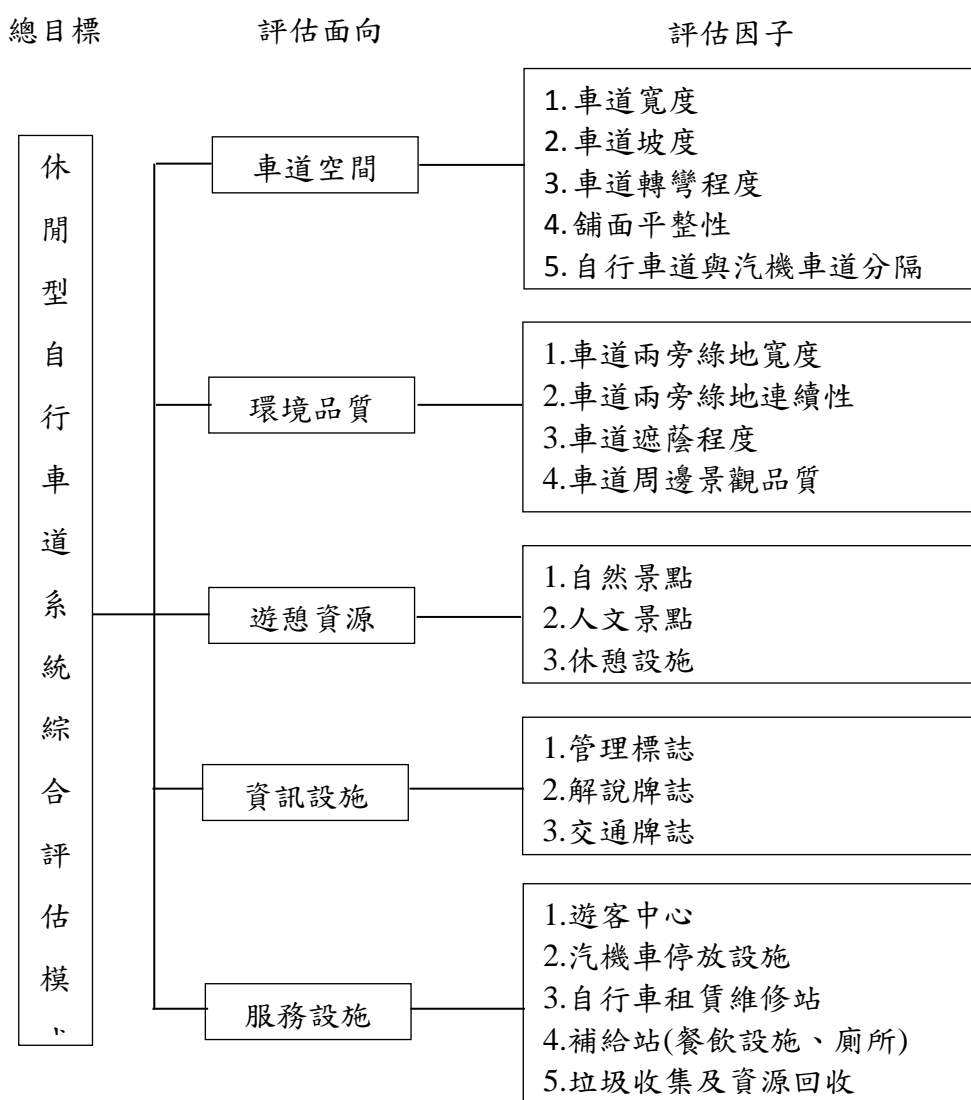 總目標 評估面向 評估因子
休閒型自行車道系統綜合評估模
車道空間
1.車道寬度
2.車道坡度
3.車道轉彎程度
4.舖面平整性
5.自行車道與汽機車道分隔
環境品質
1.車道兩旁綠地寬度
2.車道兩旁綠地連續性
3.車道遮蔭程度
4.車道周邊景觀品質
遊憩資源
1.自然景點
2.人文景點
3.休憩設施
資訊設施
1.管理標誌
2.解說牌誌
3.交通牌誌
服務設施
1.遊客中心
2.汽機車停放設施
3.自行車租賃維修站
4.補給站(餐飲設施、廁所)
5.垃圾收集及資源回收